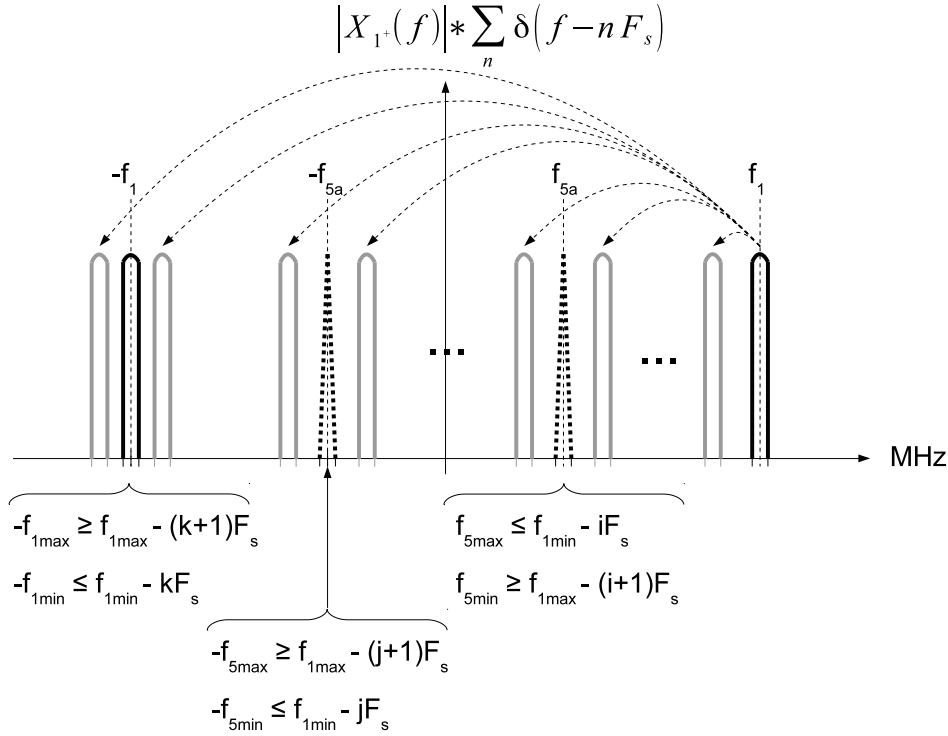 |X₁₊(f)| * ∑ₙ δ(f − n Fₛ)
-f₁
-f₅ₐ
f₅ₐ
f₁
...
...
MHz
-f₁ₘₐₓ ≥ f₁ₘₐₓ - (k+1)Fₛ
-f₁ₘᵢₙ ≤ f₁ₘᵢₙ - kFₛ
f₅ₘₐₓ ≤ f₁ₘᵢₙ - iFₛ
f₅ₘᵢₙ ≥ f₁ₘₐₓ - (i+1)Fₛ
-f₅ₘₐₓ ≥ f₁ₘₐₓ - (j+1)Fₛ
-f₅ₘᵢₙ ≤ f₁ₘᵢₙ - jFₛ